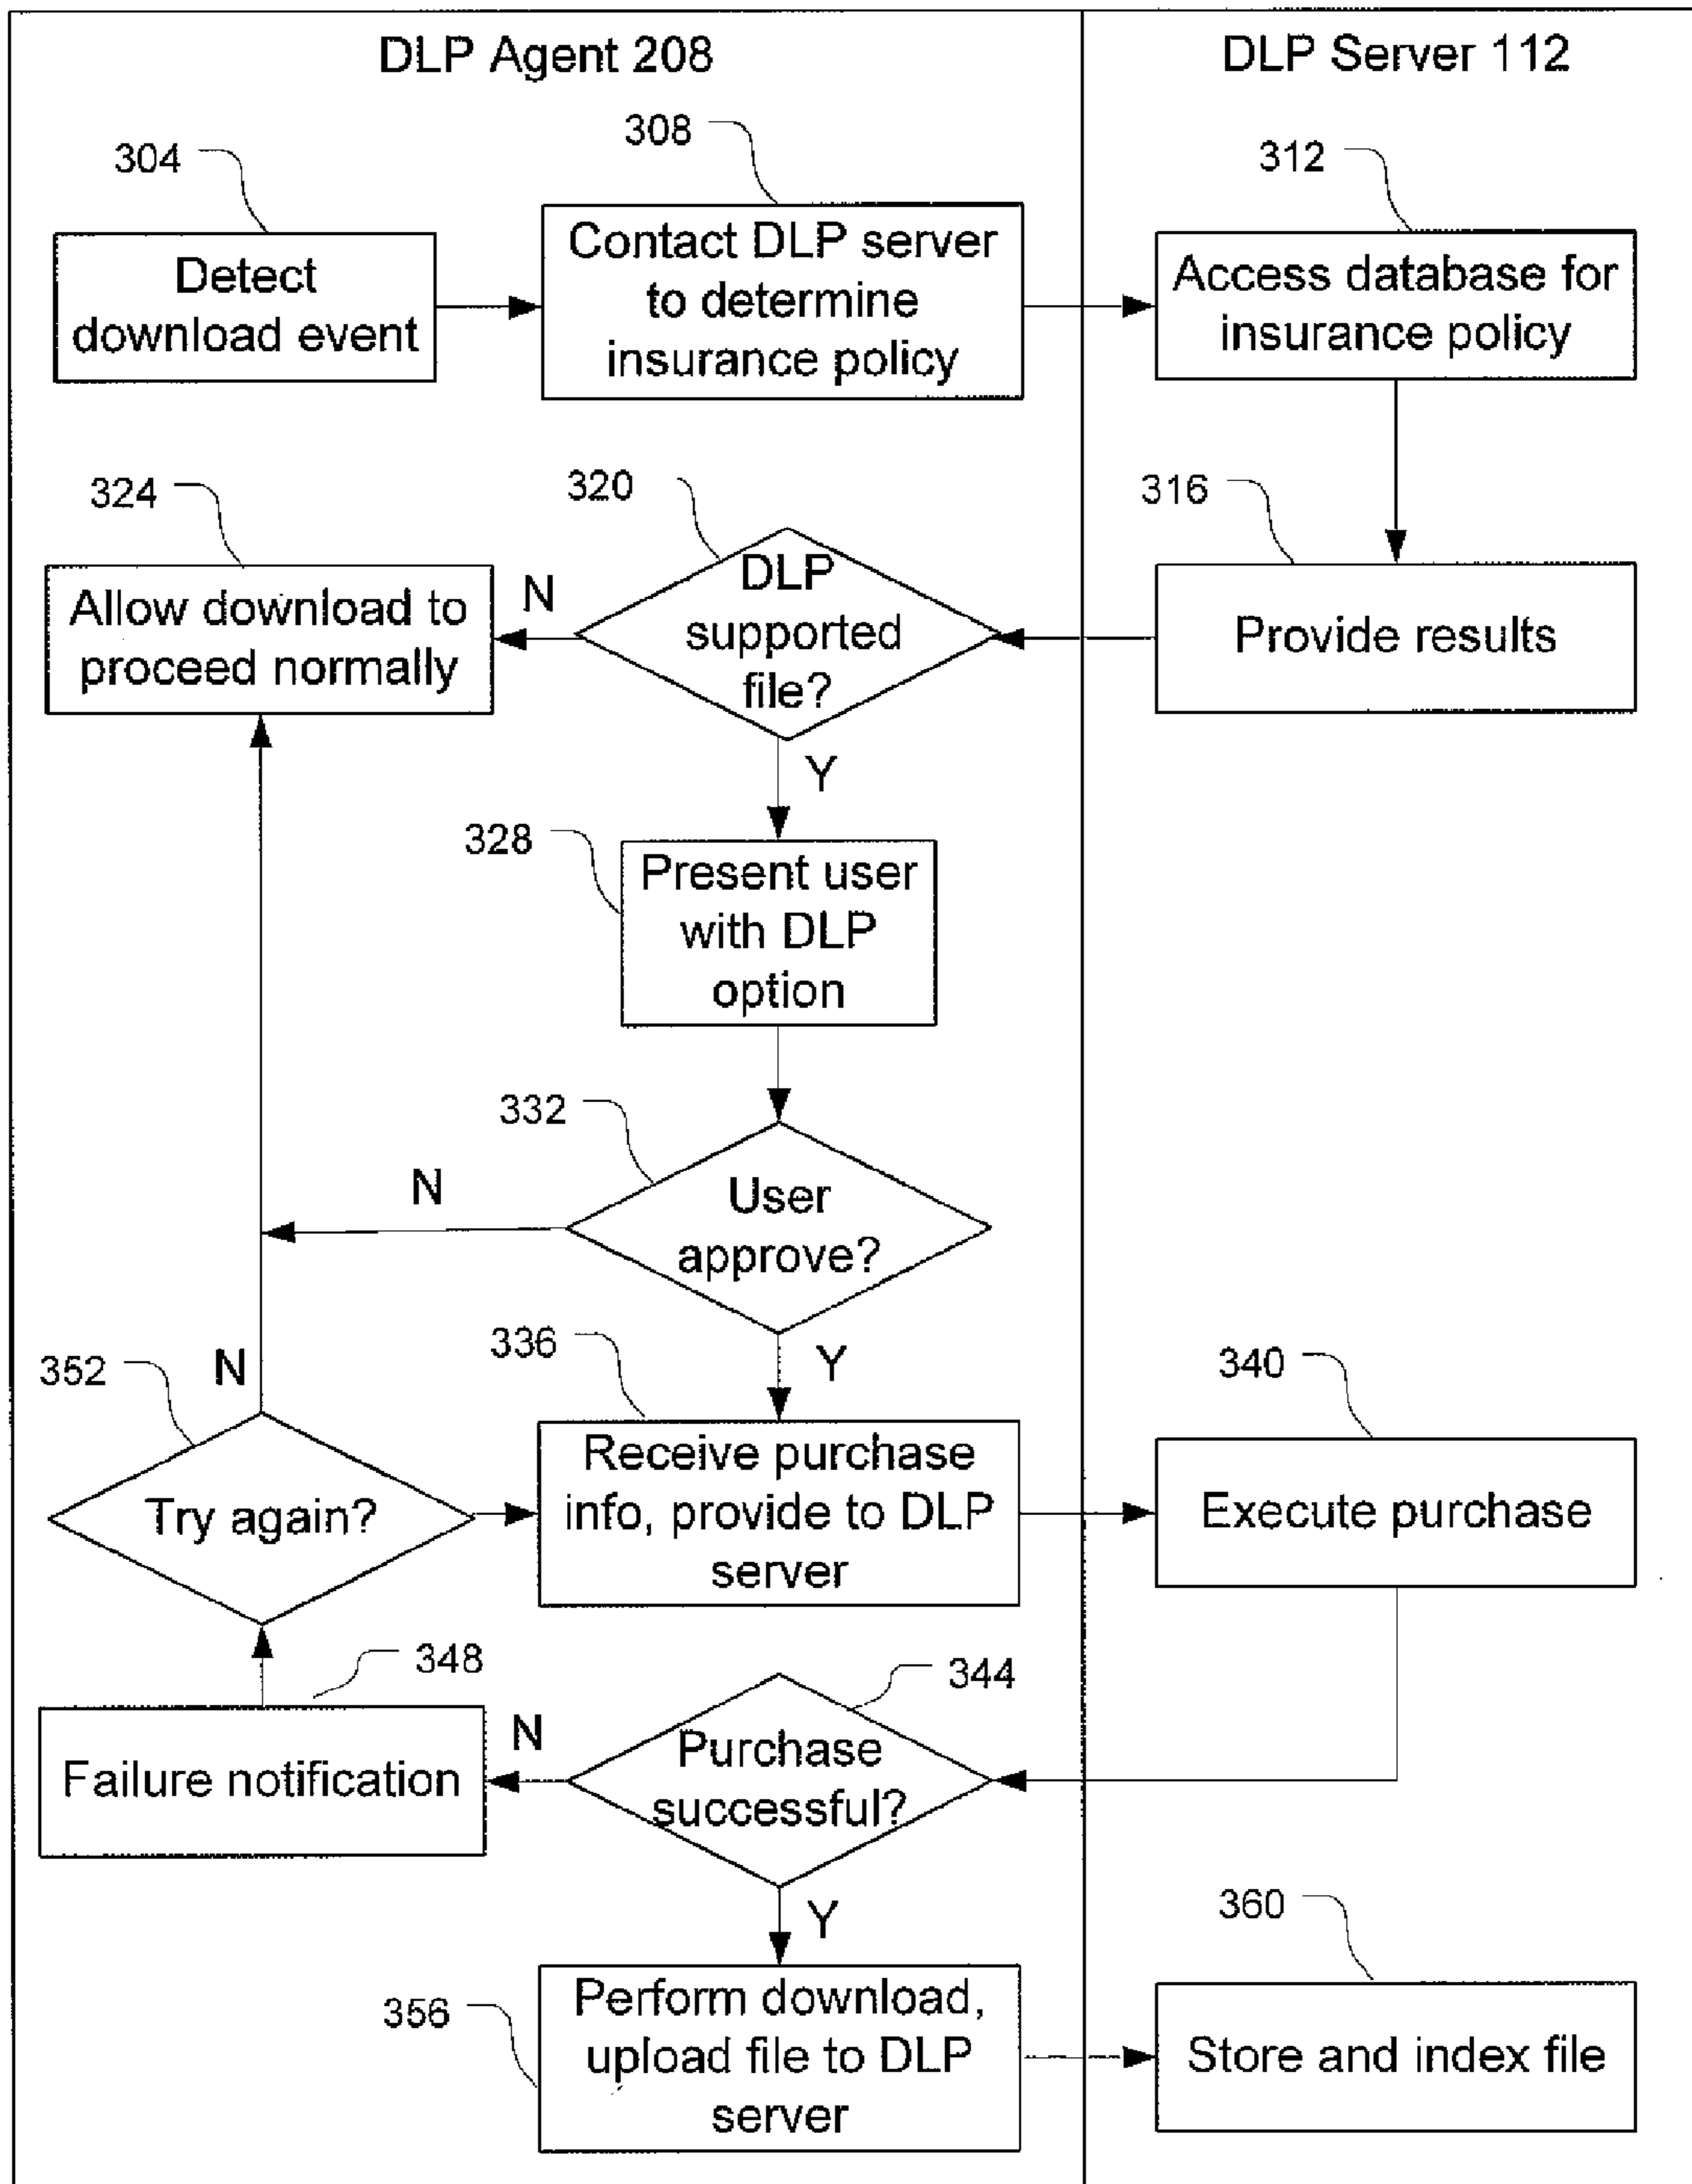 DLP Agent 208
DLP Server 112
304
308
312
Detect
download event
Contact DLP server
to determine
insurance policy
Access database for
insurance policy
324
320
316
Allow download to
proceed normally
N
DLP
supported
file?
Provide results
Y
328
Present user
with DLP
option
332
N
User
approve?
352
N
336
Y
340
Try again?
Receive purchase
info, provide to DLP
server
Execute purchase
348
344
Failure notification
N
Purchase
successful?
Y
360
356
Perform download,
upload file to DLP
server
Store and index file